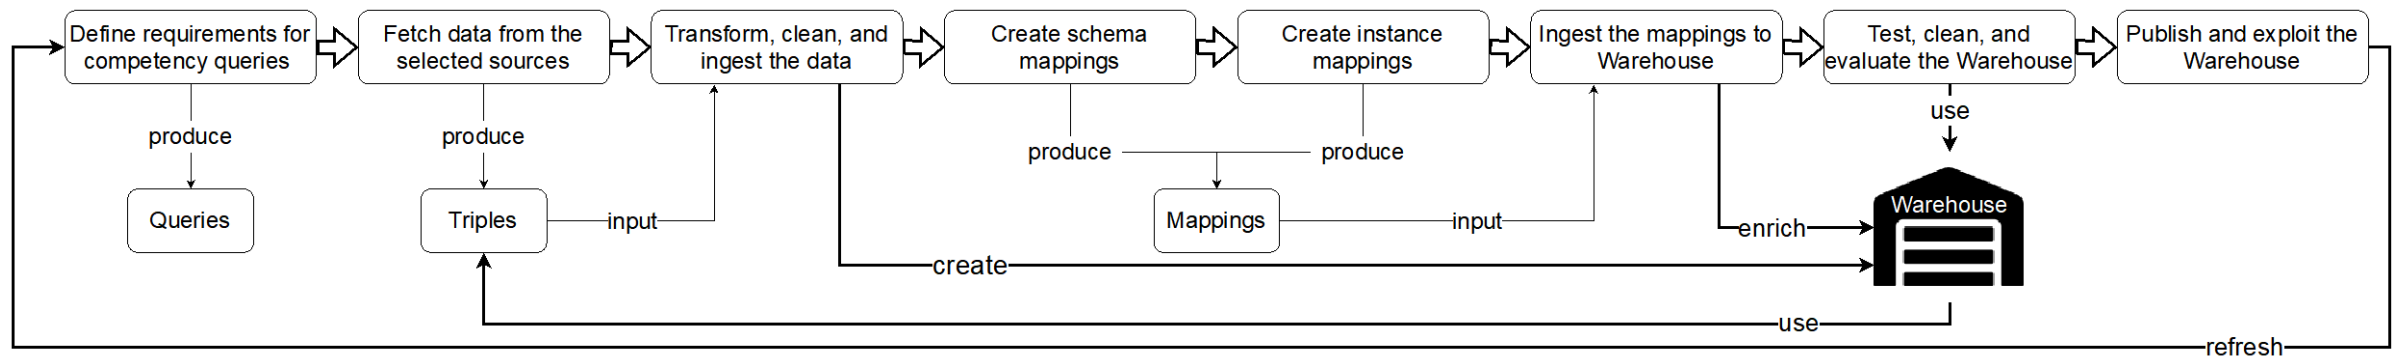 Define requirements for
competency queries
Fetch data from the
selected sources
Transform, clean, and
ingest the data
Create schema
mappings
Create instance
mappings
Ingest the mappings to
Warehouse
Test, clean, and
evaluate the Warehouse
Publish and exploit the
Warehouse
use
produce
produce
produce
produce
Warehouse
Queries
Triples
input
Mappings
input
enrich
create
use
refresh